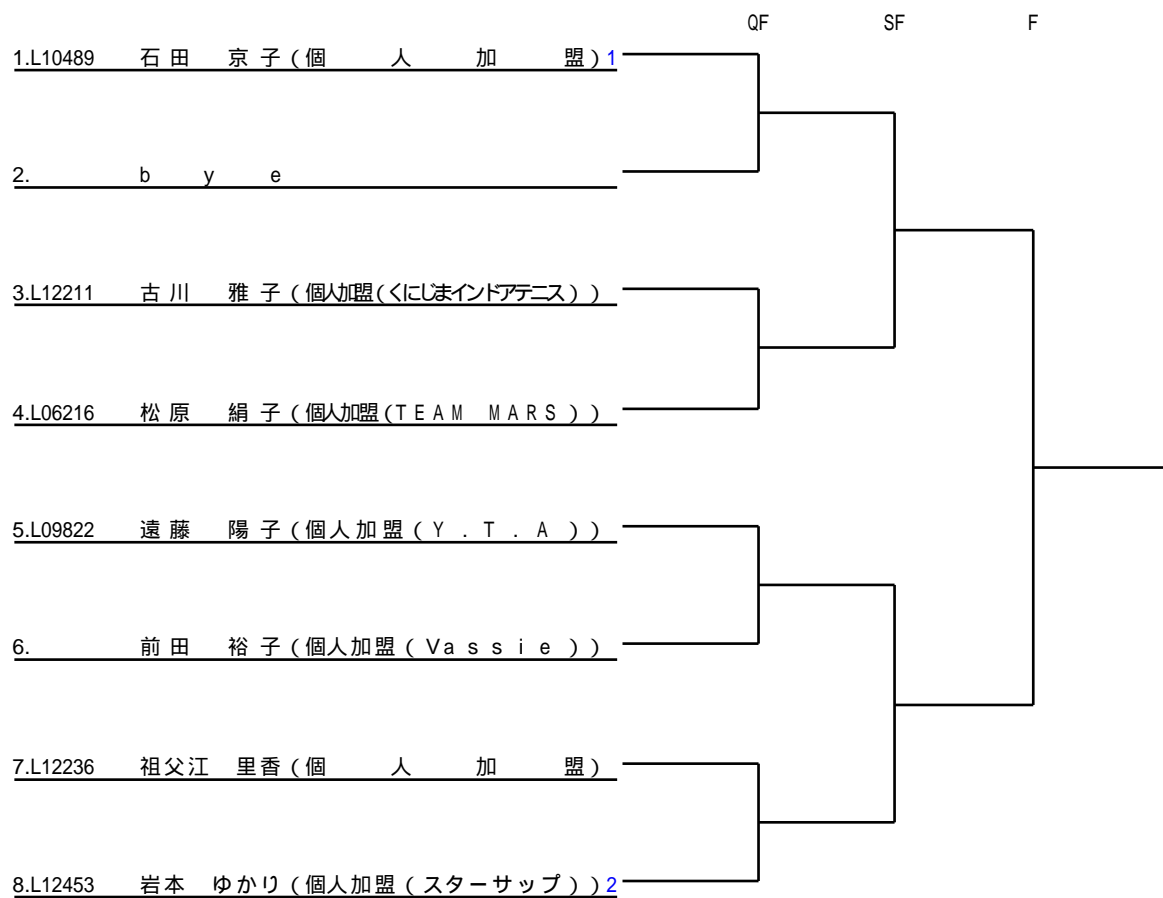 QF SF F
1.L10489 石田 京子(個人加盟)1
2. bye
3.L12211 古川 雅子(個人加盟(くにじまインドアテニス))
4.L06216 松原 絹子(個人加盟(TEAM MARS))
5.L09822 遠藤 陽子(個人加盟(Y.T.A))
6. 前田 裕子(個人加盟(Vassie))
7.L12236 祖父江 里香(個人加盟)
8.L12453 岩本 ゆかり(個人加盟(スターサップ))2